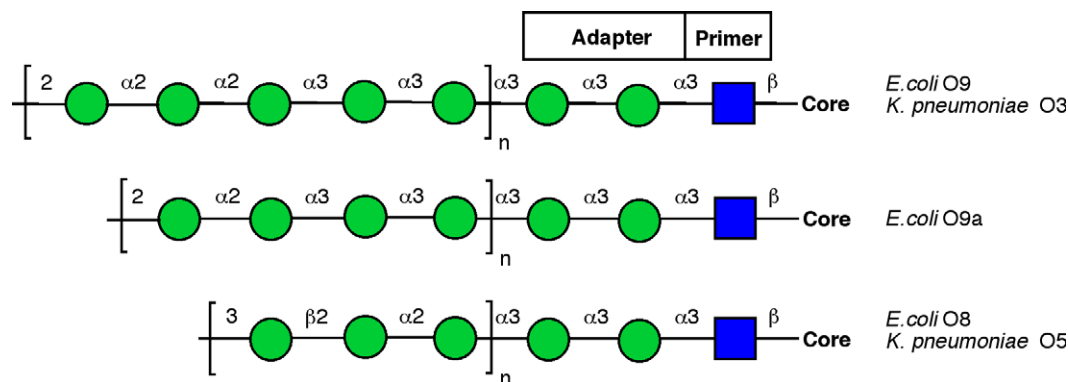 Adapter Primer
2 α2 α2 α3 α3 α3 α3 α3 β
n
Core
E.coli O9
K. pneumoniae O3
2 α2 α3 α3 α3 α3 α3 β
n
Core
E.coli O9a
3 β2 α2 α3 α3 α3 β
n
Core
E.coli O8
K. pneumoniae O5